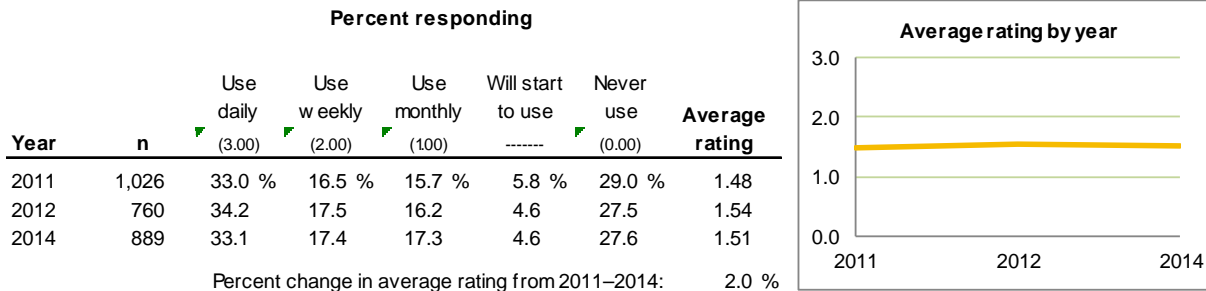 Percent responding
Use daily (3.00)
Use weekly (2.00)
Use monthly (1.00)
Will start to use -------
Never use (0.00)
Average rating
Year n
2011 1,026 33.0 % 16.5 % 15.7 % 5.8 % 29.0 % 1.48
2012 760 34.2 17.5 16.2 4.6 27.5 1.54
2014 889 33.1 17.4 17.3 4.6 27.6 1.51
Percent change in average rating from 2011–2014: 2.0 %
Average rating by year
3.0
2.0
1.0
0.0
2011 2012 2014